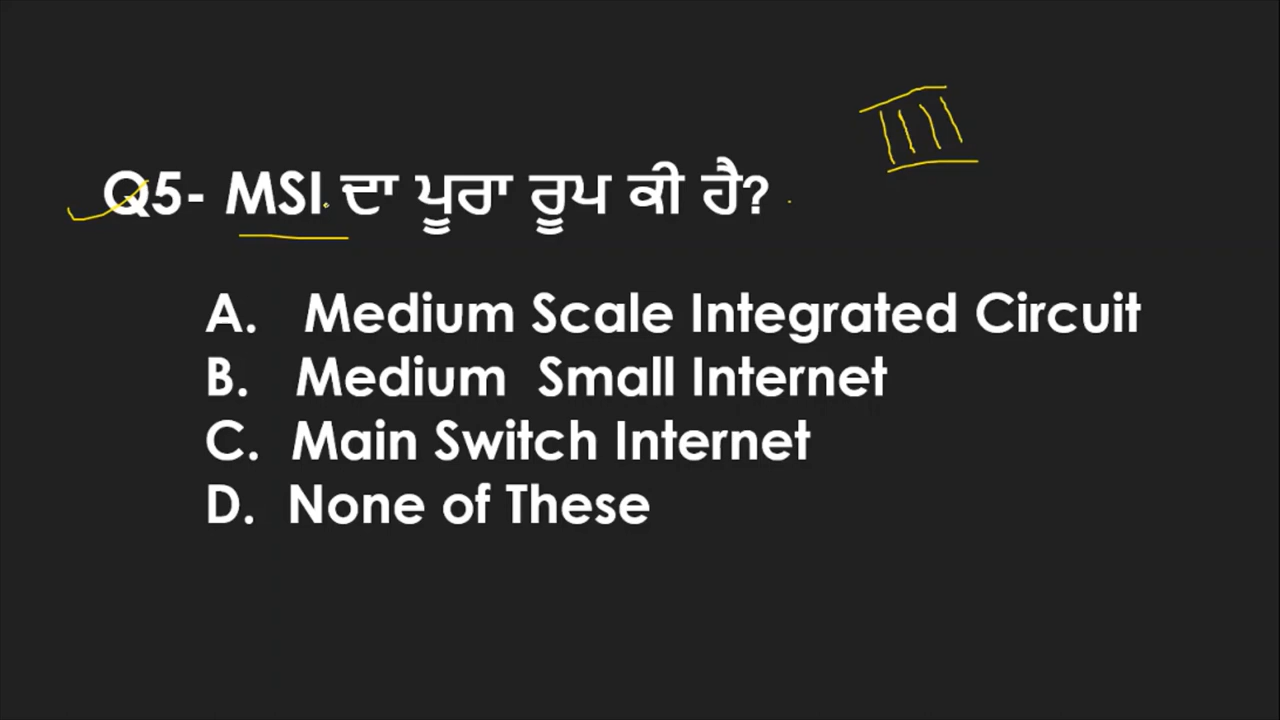 Q5- MSI ਦਾ ਪੂਰਾ ਰੂਪ ਕੀ ਹੈ?
A. Medium Scale Integrated Circuit
B. Medium Small Internet
C. Main Switch Internet
D. None of These